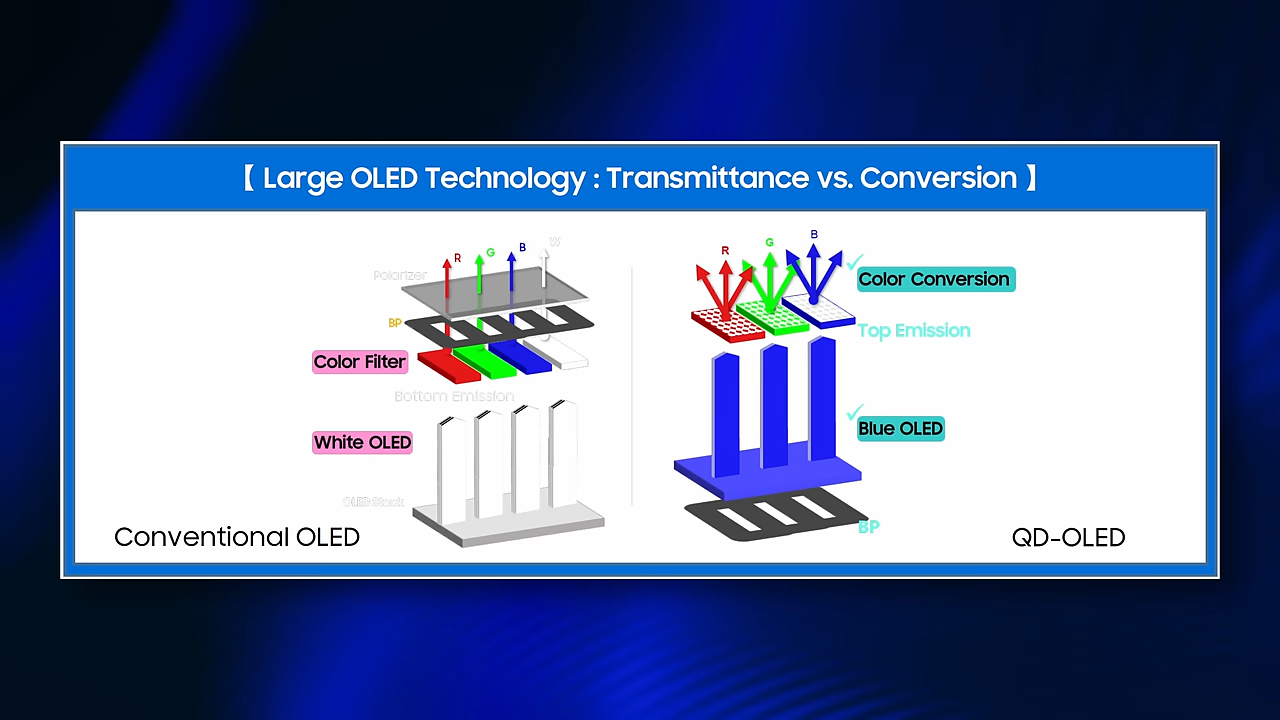 【 Large OLED Technology : Transmittance vs. Conversion 】
R
G
B
W
Polarizer
BP
Color Filter
Bottom Emission
White OLED
OLED Stack
Conventional OLED
R
G
B
Color Conversion
Top Emission
Blue OLED
BP
QD-OLED